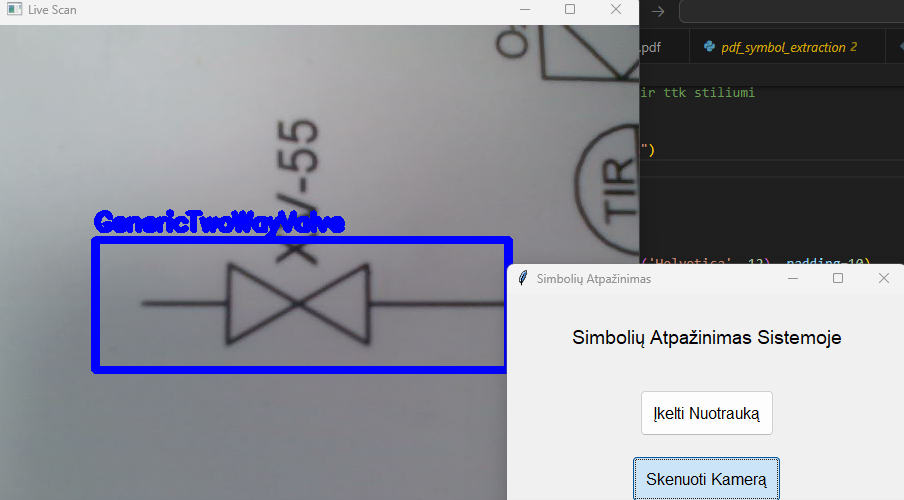 Live Scan
.pdf
pdf_symbol_extraction 2
ir ttk stiliumi
")
XV-55
GenericTwoWayValve
TIR
('Helvetica', 12), padding=10)
Simbolių Atpažinimas
Simbolių Atpažinimas Sistemoje
Įkelti Nuotrauką
Skenuoti Kamerą